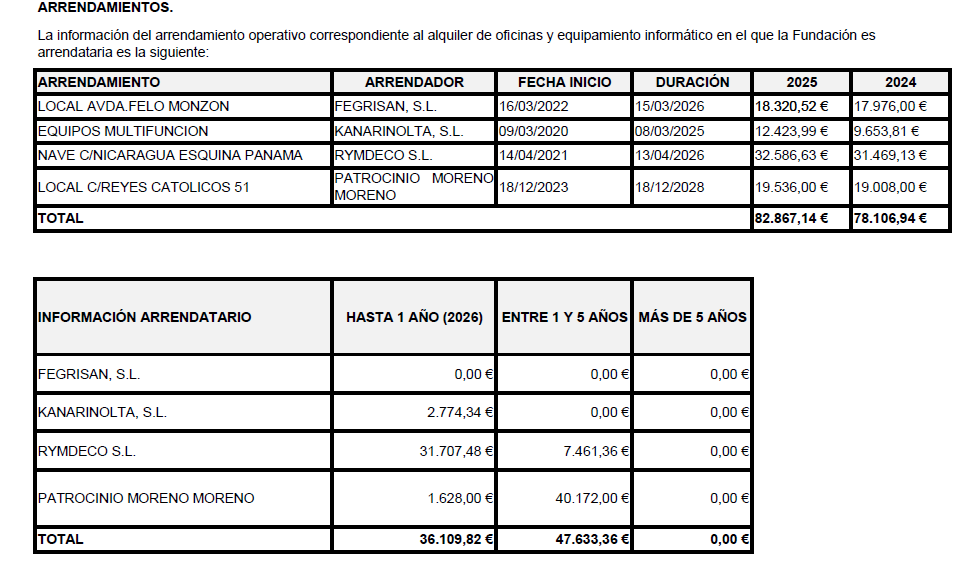 ARRENDAMIENTOS.
La información del arrendamiento operativo correspondiente al alquiler de oficinas y equipamiento informático en el que la Fundación es
arrendataria es la siguiente:
ARRENDAMIENTO ARRENDADOR FECHA INICIO DURACIÓN 2025 2024
LOCAL AVDA.FELO MONZON FEGRISAN, S.L. 16/03/2022 15/03/2026 18.320,52 € 17.976,00 €
EQUIPOS MULTIFUNCION KANARINOLTA, S.L. 09/03/2020 08/03/2025 12.423,99 € 9.653,81 €
NAVE C/NICARAGUA ESQUINA PANAMA RYMDECO S.L. 14/04/2021 13/04/2026 32.586,63 € 31.469,13 €
LOCAL C/REYES CATOLICOS 51 PATROCINIO MORENO
MORENO 18/12/2023 18/12/2028 19.536,00 € 19.008,00 €
TOTAL 82.867,14 € 78.106,94 €
INFORMACIÓN ARRENDATARIO HASTA 1 AÑO (2026) ENTRE 1 Y 5 AÑOS MÁS DE 5 AÑOS
FEGRISAN, S.L. 0,00 € 0,00 € 0,00 €
KANARINOLTA, S.L. 2.774,34 € 0,00 € 0,00 €
RYMDECO S.L. 31.707,48 € 7.461,36 € 0,00 €
PATROCINIO MORENO MORENO 1.628,00 € 40.172,00 € 0,00 €
TOTAL 36.109,82 € 47.633,36 € 0,00 €